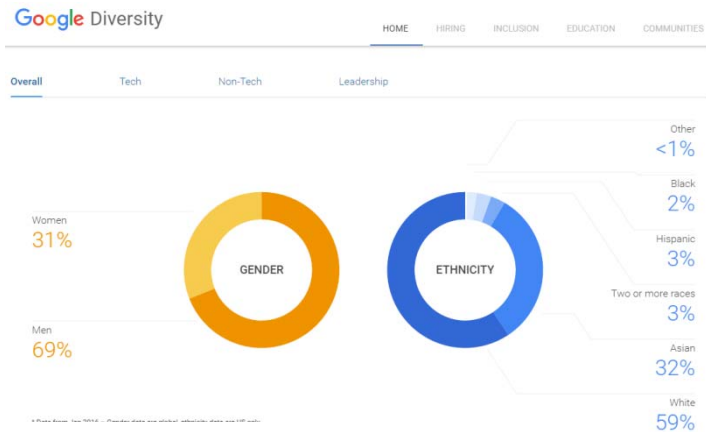 Google Diversity
HOME HIRING INCLUSION EDUCATION COMMUNITIES
Overall Tech Non-Tech Leadership
Women
31%
Men
69%
GENDER
ETHNICITY
Other
<1%
Black
2%
Hispanic
3%
Two or more races
3%
Asian
32%
White
59%